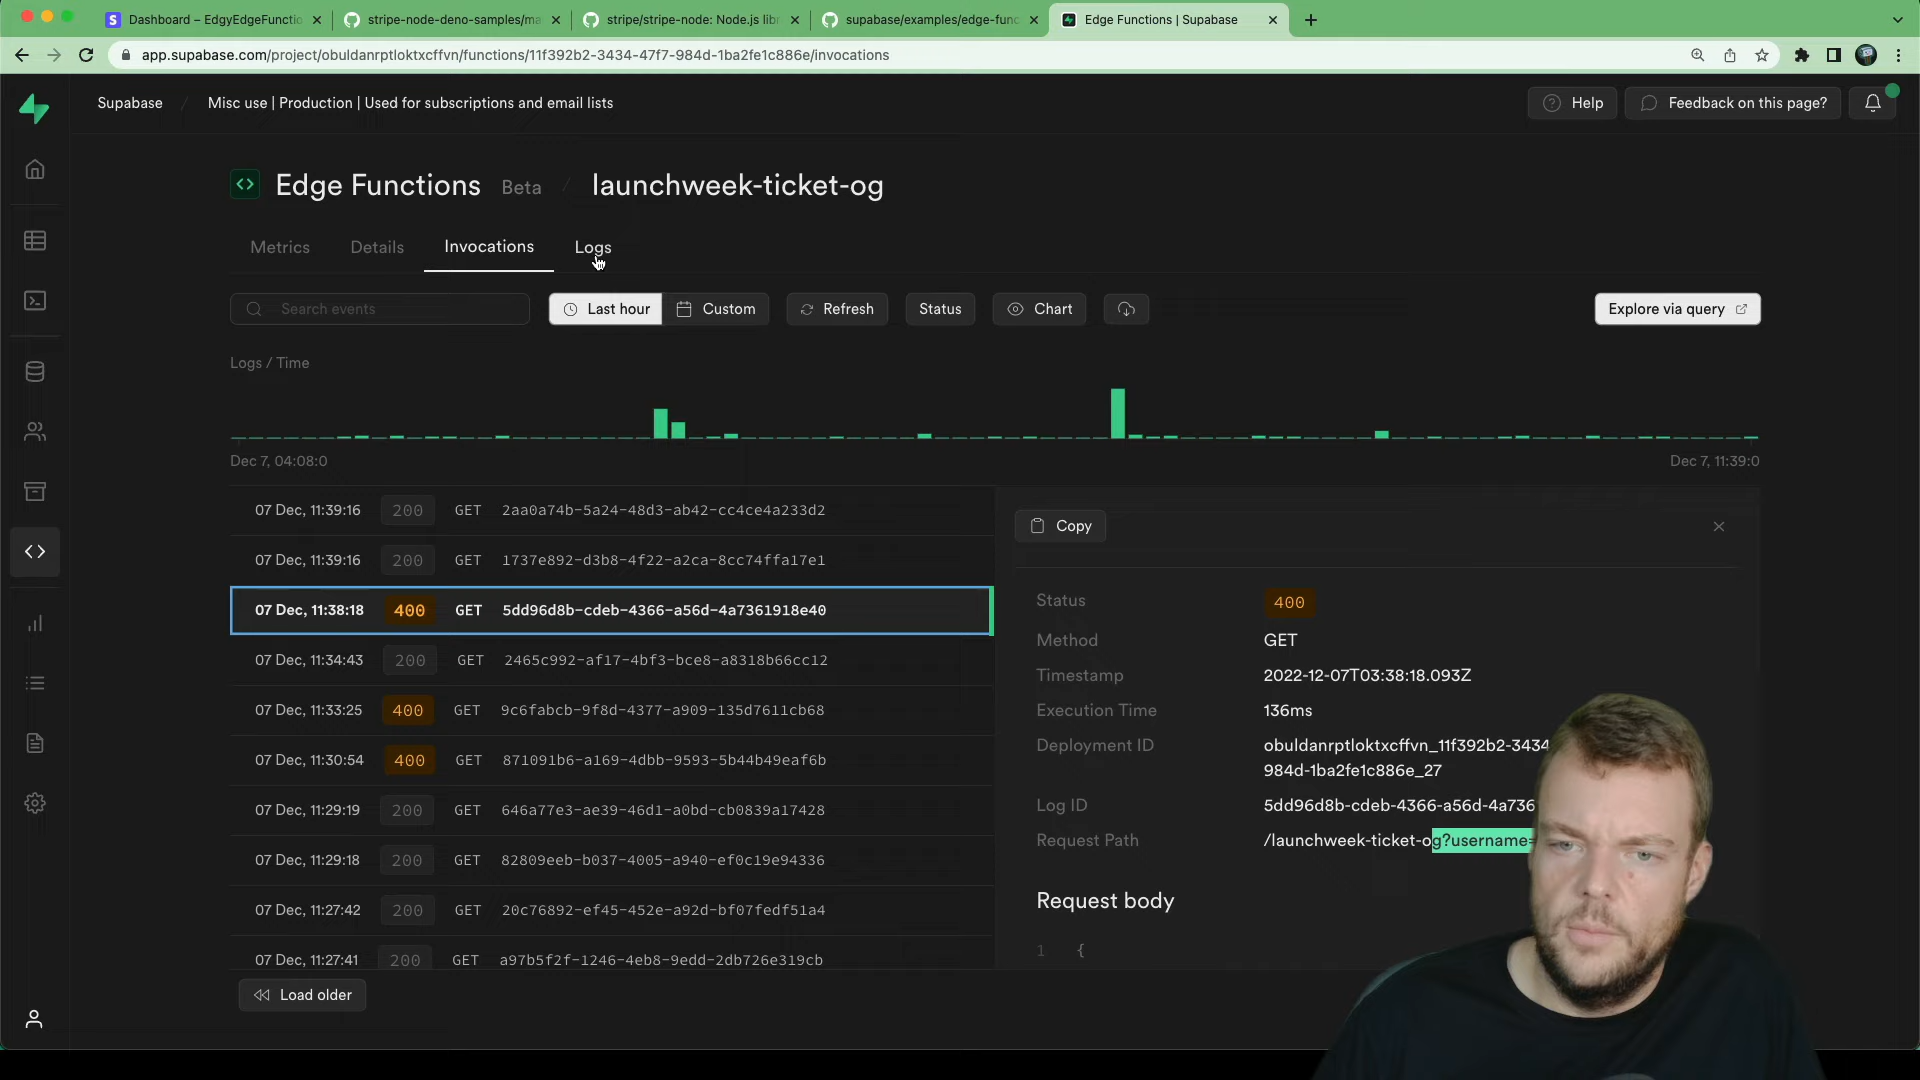 Dashboard – EdgyEdgeFunctio
stripe-node-deno-samples/ma
stripe/stripe-node: Node.js lib
supabase/examples/edge-func
Edge Functions | Supabase
app.supabase.com/project/obuldanrptloktxcffvn/functions/11f392b2-3434-47f7-984d-1ba2fe1c886e/invocations
Supabase / Misc use | Production | Used for subscriptions and email lists
Help
Feedback on this page?
Edge Functions Beta / launchweek-ticket-og
Metrics Details Invocations Logs
Search events
Last hour
Custom
Refresh
Status
Chart
Explore via query
Logs / Time
Dec 7, 04:08:0
Dec 7, 11:39:0
07 Dec, 11:39:16 200 GET 2aa0a74b-5a24-48d3-ab42-cc4ce4a233d2
07 Dec, 11:39:16 200 GET 1737e892-d3b8-4f22-a2ca-8cc74ffa17e1
07 Dec, 11:38:18 400 GET 5dd96d8b-cdeb-4366-a56d-4a7361918e40
07 Dec, 11:34:43 200 GET 2465c992-af17-4bf3-bce8-a8318b66cc12
07 Dec, 11:33:25 400 GET 9c6fabcb-9f8d-4377-a909-135d7611cb68
07 Dec, 11:30:54 400 GET 871091b6-a169-4dbb-9593-5b44b49eaf6b
07 Dec, 11:29:19 200 GET 646a77e3-ae39-46d1-a0bd-cb0839a17428
07 Dec, 11:29:18 200 GET 82809eeb-b037-4005-a940-ef0c19e94336
07 Dec, 11:27:42 200 GET 20c76892-ef45-452e-a92d-bf07fedf51a4
07 Dec, 11:27:41 200 GET a97b5f2f-1246-4eb8-9edd-2db726e319cb
Load older
Copy
Status 400
Method GET
Timestamp 2022-12-07T03:38:18.093Z
Execution Time 136ms
Deployment ID obuldanrptloktxcffvn_11f392b2-3434
984d-1ba2fe1c886e_27
Log ID 5dd96d8b-cdeb-4366-a56d-4a736
Request Path /launchweek-ticket-og?username=
Request body
1 {